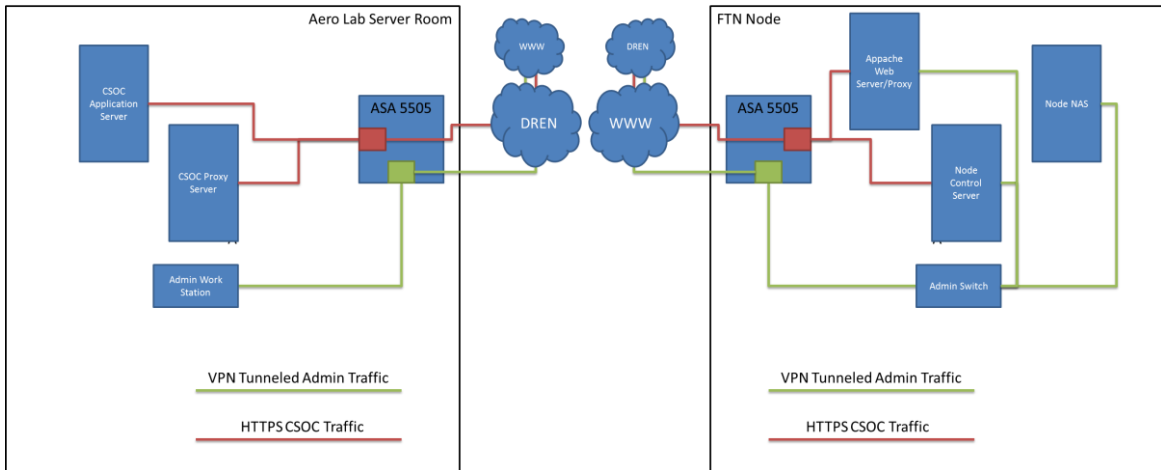 Aero Lab Server Room
FTN Node
WWW
DREN
CSOC
Application
Server
ASA 5505
DREN
WWW
ASA 5505
Appache
Web
Server/Proxy
Node NAS
CSOC Proxy
Server
Node
Control
Server
Admin Work
Station
Admin Switch
VPN Tunneled Admin Traffic
HTTPS CSOC Traffic
VPN Tunneled Admin Traffic
HTTPS CSOC Traffic